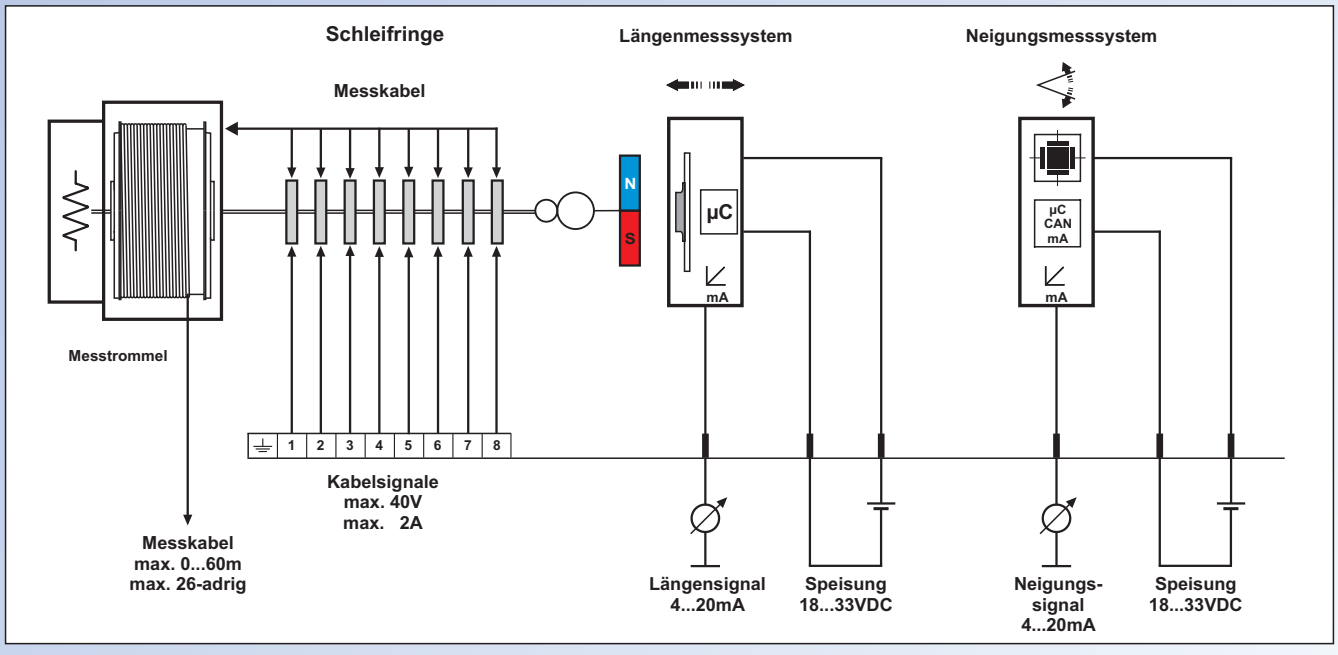 Schleifringe
Längenmesssystem
Neigungsmesssystem
Messkabel
N
S
µC
mA
µC
CAN
mA
mA
Messtrommel
1 2 3 4 5 6 7 8
Kabelsignale
max. 40V
max. 2A
Messkabel
max. 0...60m
max. 26-adrig
Längensignal
4...20mA
Speisung
18...33VDC
Neigungs-
signal
4...20mA
Speisung
18...33VDC